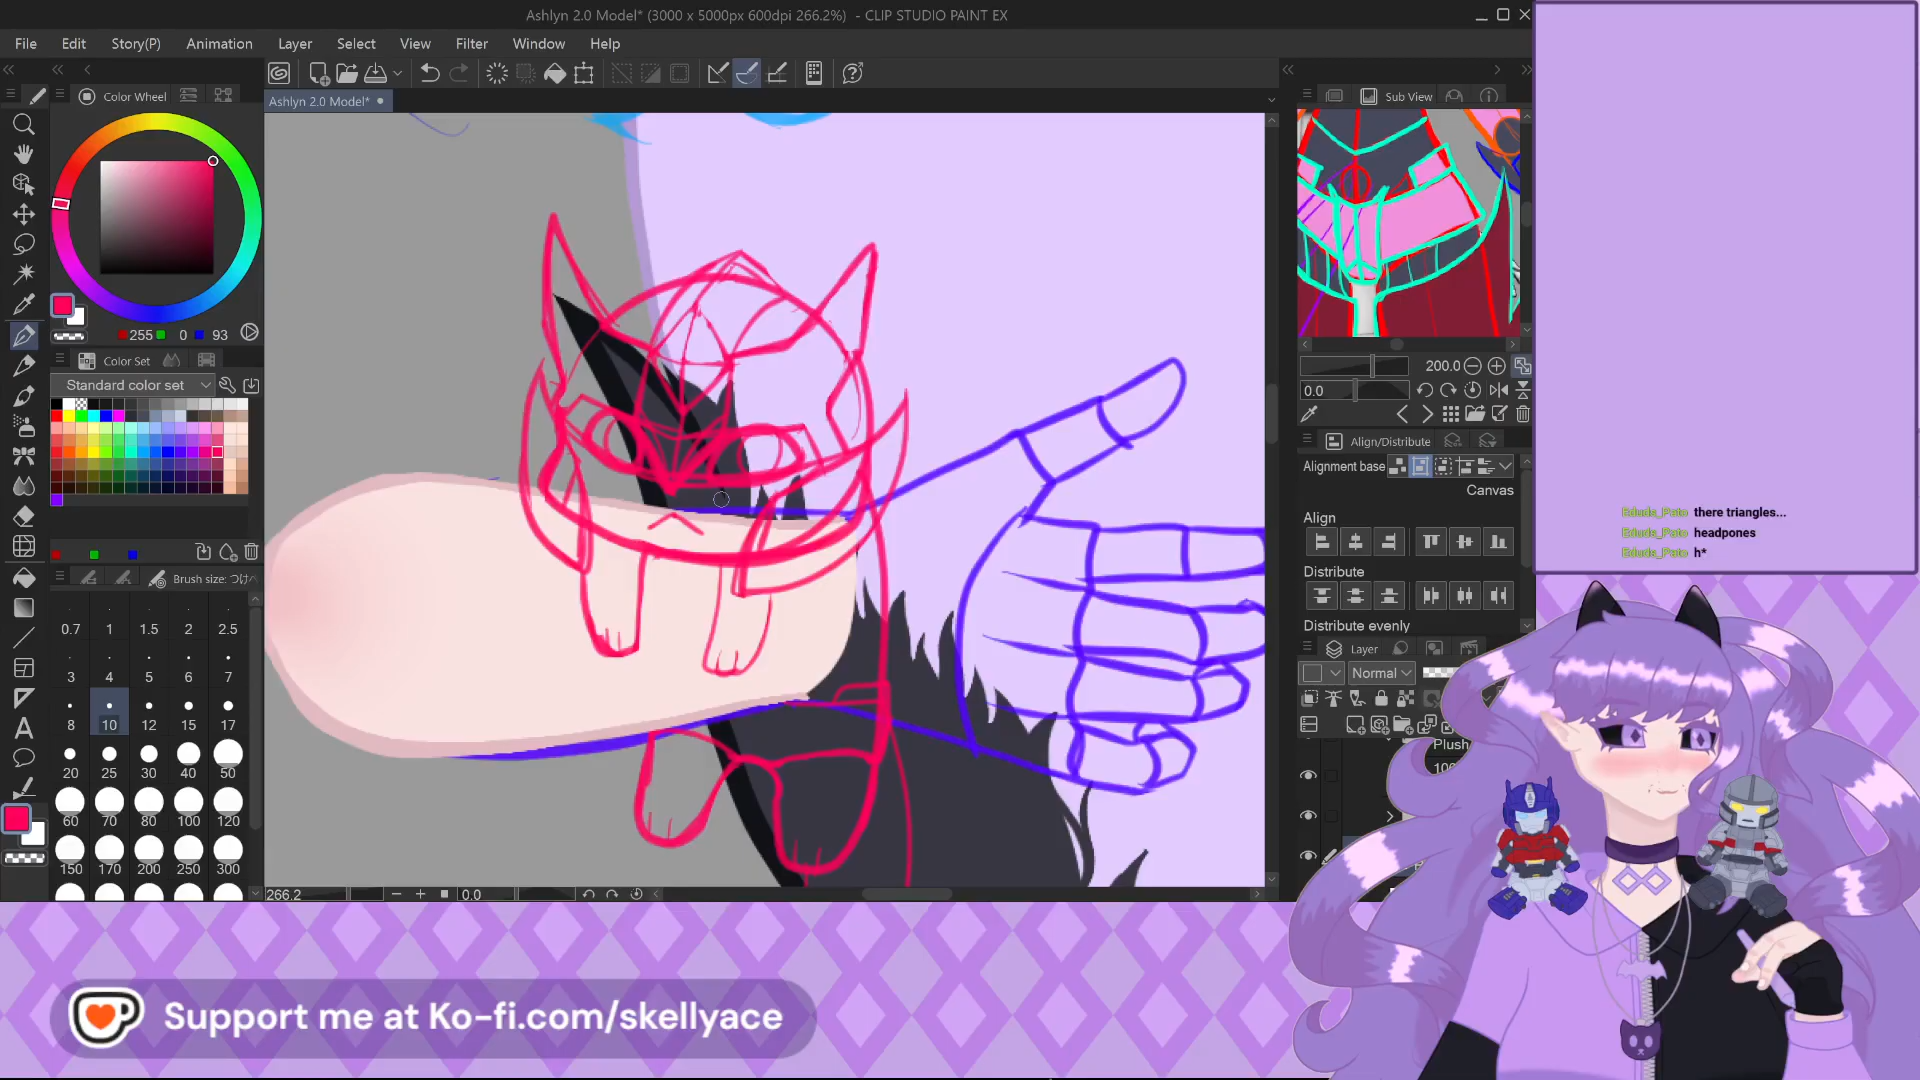 Ashlyn 2.0 Model* (3000 x 5000px 600dpi 266.2%) - CLIP STUDIO PAINT EX
File Edit Story(P) Animation Layer Select View Filter Window Help
Color Wheel
Ashlyn 2.0 Model*
Sub View
255 0 93
Color Set
Standard color set
200.0
0.0
Align/Distribute
Alignment base
Canvas
Align
Distribute
Distribute evenly
Brush size: つけ
0.7 1 1.5 2 2.5
3 4 5 6 7
8 10 12 15 17
20 25 30 40 50
60 70 80 100 120
150 170 200 250 300
Layer
Normal
Plush
266.2
0.0
Eduda_Pato there triangles...
Eduda_Pato headpones
Eduda_Pato h*
Support me at Ko-fi.com/skellyace